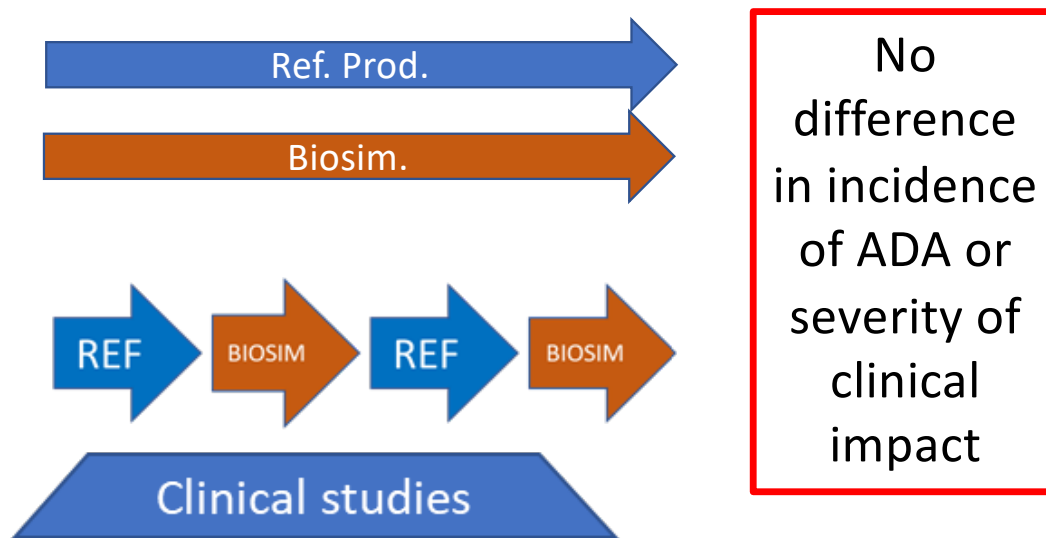 Ref. Prod.
Biosim.
REF
BIOSIM
REF
BIOSIM
Clinical studies
No
difference
in incidence
of ADA or
severity of
clinical
impact